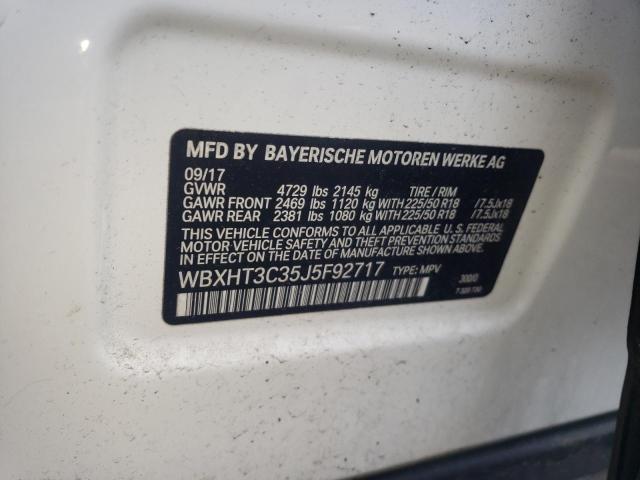 MFD BY BAYERISCHE MOTOREN WERKE AG
09/17
GVWR 4729 lbs 2145 kg TIRE / RIM
GAWR FRONT 2469 lbs 1120 kg WITH 225/50 R18 /7.5Jx18
GAWR REAR 2381 lbs 1080 kg WITH 225/50 R18 /7.5Jx18
THIS VEHICLE CONFORMS TO ALL APPLICABLE U.S. FEDERAL
MOTOR VEHICLE SAFETY AND THEFT PREVENTION STANDARDS
IN EFFECT ON THE DATE OF MANUFACTURE SHOWN ABOVE.
WBXHT3C35J5F92717 TYPE: MPV